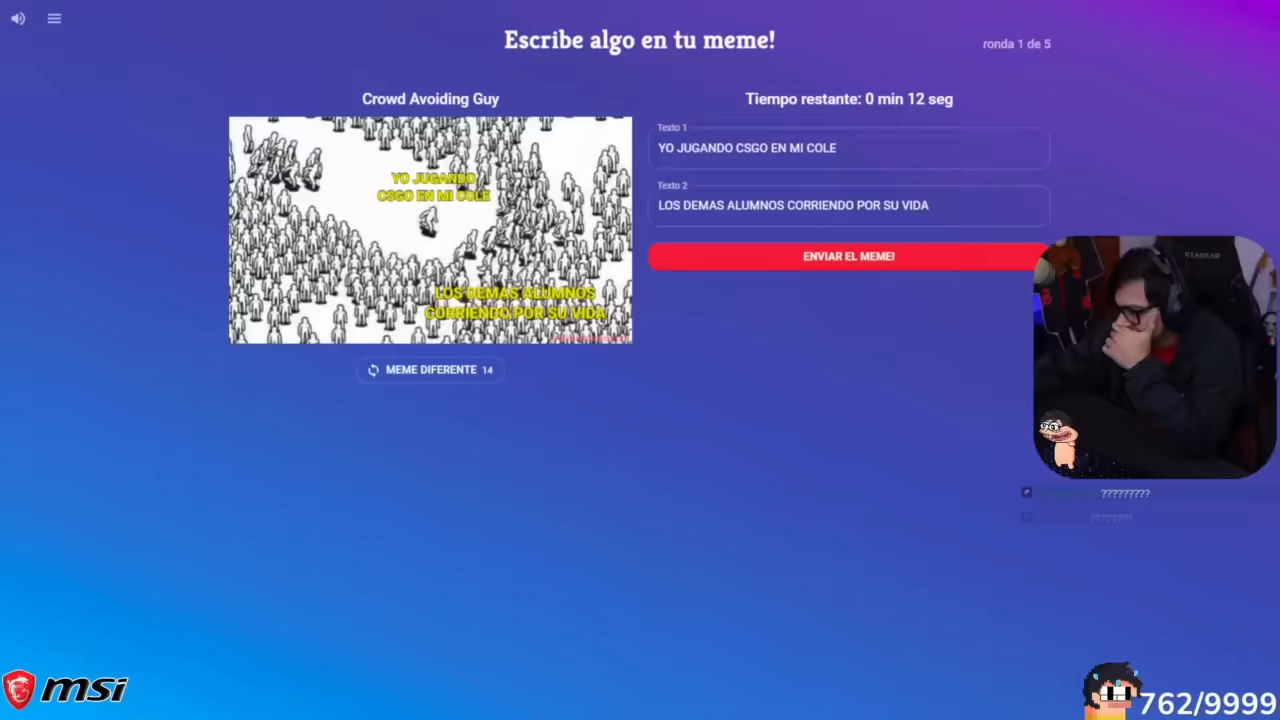 Escribe algo en tu meme!
ronda 1 de 5
Crowd Avoiding Guy
Tiempo restante: 0 min 12 seg
Texto 1
YO JUGANDO CSGO EN MI COLE
Texto 2
LOS DEMAS ALUMNOS CORRIENDO POR SU VIDA
ENVIAR EL MEME!
YO JUGANDO
CSGO EN MI COLE
LOS DEMAS ALUMNOS
CORRIENDO POR SU VIDA
MEME DIFERENTE 14
?????????
msi
762/9999